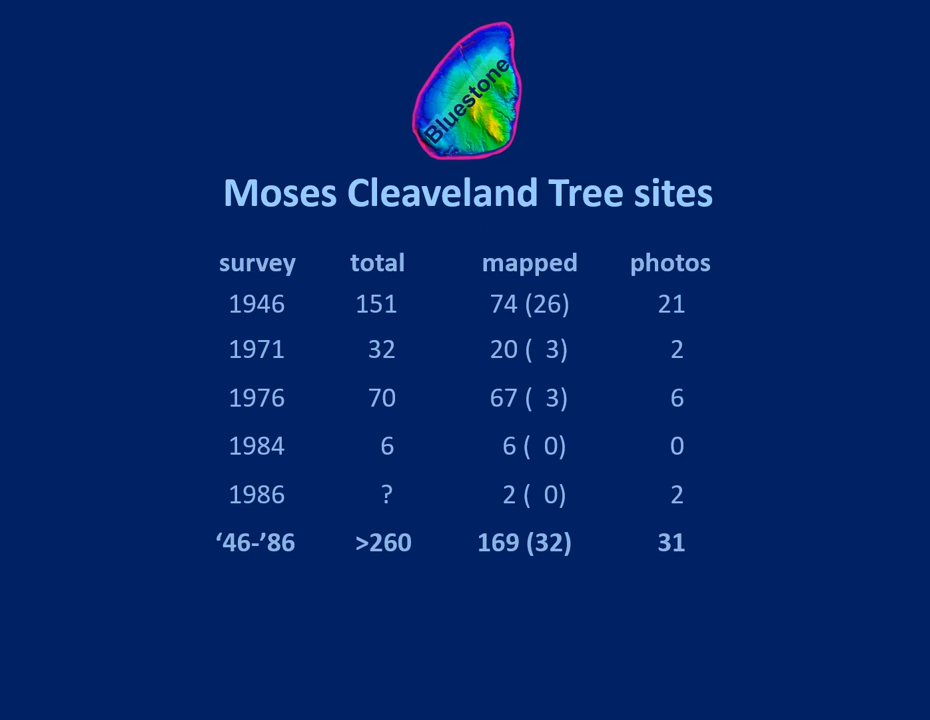 Bluestone
Moses Cleaveland Tree sites
survey total mapped photos
1946 151 74 (26) 21
1971 32 20 ( 3) 2
1976 70 67 ( 3) 6
1984 6 6 ( 0) 0
1986 ? 2 ( 0) 2
‘46-’86 >260 169 (32) 31